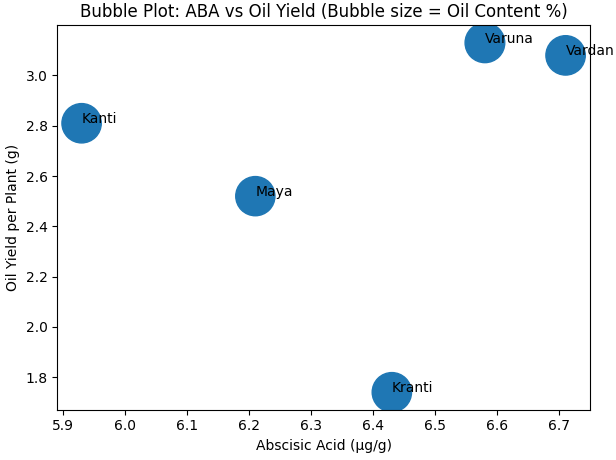 Bubble Plot: ABA vs Oil Yield (Bubble size = Oil Content %)
Varuna
Vardan
3.0
Kanti
2.8
Oil Yield per Plant (g)
2.6
Maya
2.4
2.2
2.0
1.8
Kranti
5.9 6.0 6.1 6.2 6.3 6.4 6.5 6.6 6.7
Abscisic Acid (µg/g)